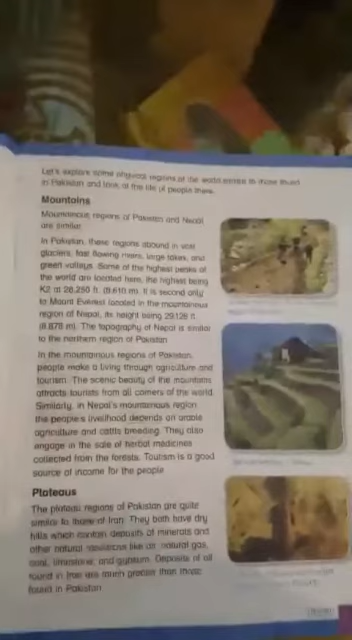 Let's explore some physical regions of the world similar to those found
in Pakistan and look at the life of people there.
Mountains
Mountainous regions of Pakistan and Nepal
are similar.
In Pakistan, these regions abound in vast
glaciers, fast flowing rivers, large lakes, and
green valleys. Some of the highest peaks of
the world are located here, the highest being
K2 at 28,250 ft. (8,610 m). It is second only
to Mount Everest located in the mountainous
region of Nepal, its height being 29,126 ft.
(8,878 m). The topography of Nepal is similar
to the northern region of Pakistan.
In the mountainous regions of Pakistan,
people make a living through agriculture and
tourism. The scenic beauty of the mountains
attracts tourists from all corners of the world.
Similarly, in Nepal's mountainous region
the people's livelihood depends on arable
agriculture and cattle breeding. They also
engage in the sale of herbal medicines
collected from the forests. Tourism is a good
source of income for the people.
Plateaus
The plateau regions of Pakistan are quite
similar to those of Iran. They both have dry
hills which contain deposits of minerals and
other natural resources like oil, natural gas,
coal, limestone, and gypsum. Deposits of oil
found in Iran are much greater than those
found in Pakistan.